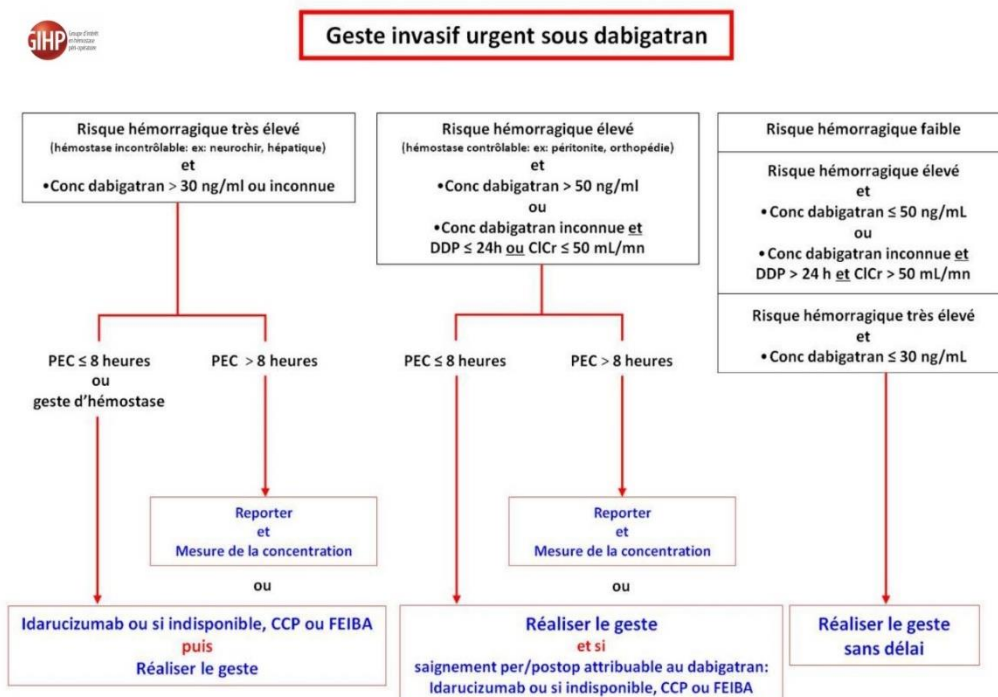 GIHP
Groupe d'intérêt
en hémostase
péri-opératoire
Geste invasif urgent sous dabigatran
Risque hémorragique très élevé
(hémostase incontrôlable: ex: neurochir, hépatique)
et
•Conc dabigatran > 30 ng/ml ou inconnue
PEC ≤ 8 heures
ou
geste d'hémostase
PEC > 8 heures
Reporter
et
Mesure de la concentration
ou
Idarucizumab ou si indisponible, CCP ou FEIBA
puis
Réaliser le geste
Risque hémorragique élevé
(hémostase contrôlable: ex: péritonite, orthopédie)
et
•Conc dabigatran > 50 ng/ml
ou
•Conc dabigatran inconnue et
DDP ≤ 24h ou ClCr ≤ 50 mL/mn
PEC ≤ 8 heures
PEC > 8 heures
Reporter
et
Mesure de la concentration
ou
Réaliser le geste
et si
saignement per/postop attribuable au dabigatran:
Idarucizumab ou si indisponible, CCP ou FEIBA
Risque hémorragique faible
Risque hémorragique élevé
et
•Conc dabigatran ≤ 50 ng/mL
ou
•Conc dabigatran inconnue et
DDP > 24 h et ClCr > 50 mL/mn
Risque hémorragique très élevé
et
•Conc dabigatran ≤ 30 ng/mL
Réaliser le geste
sans délai